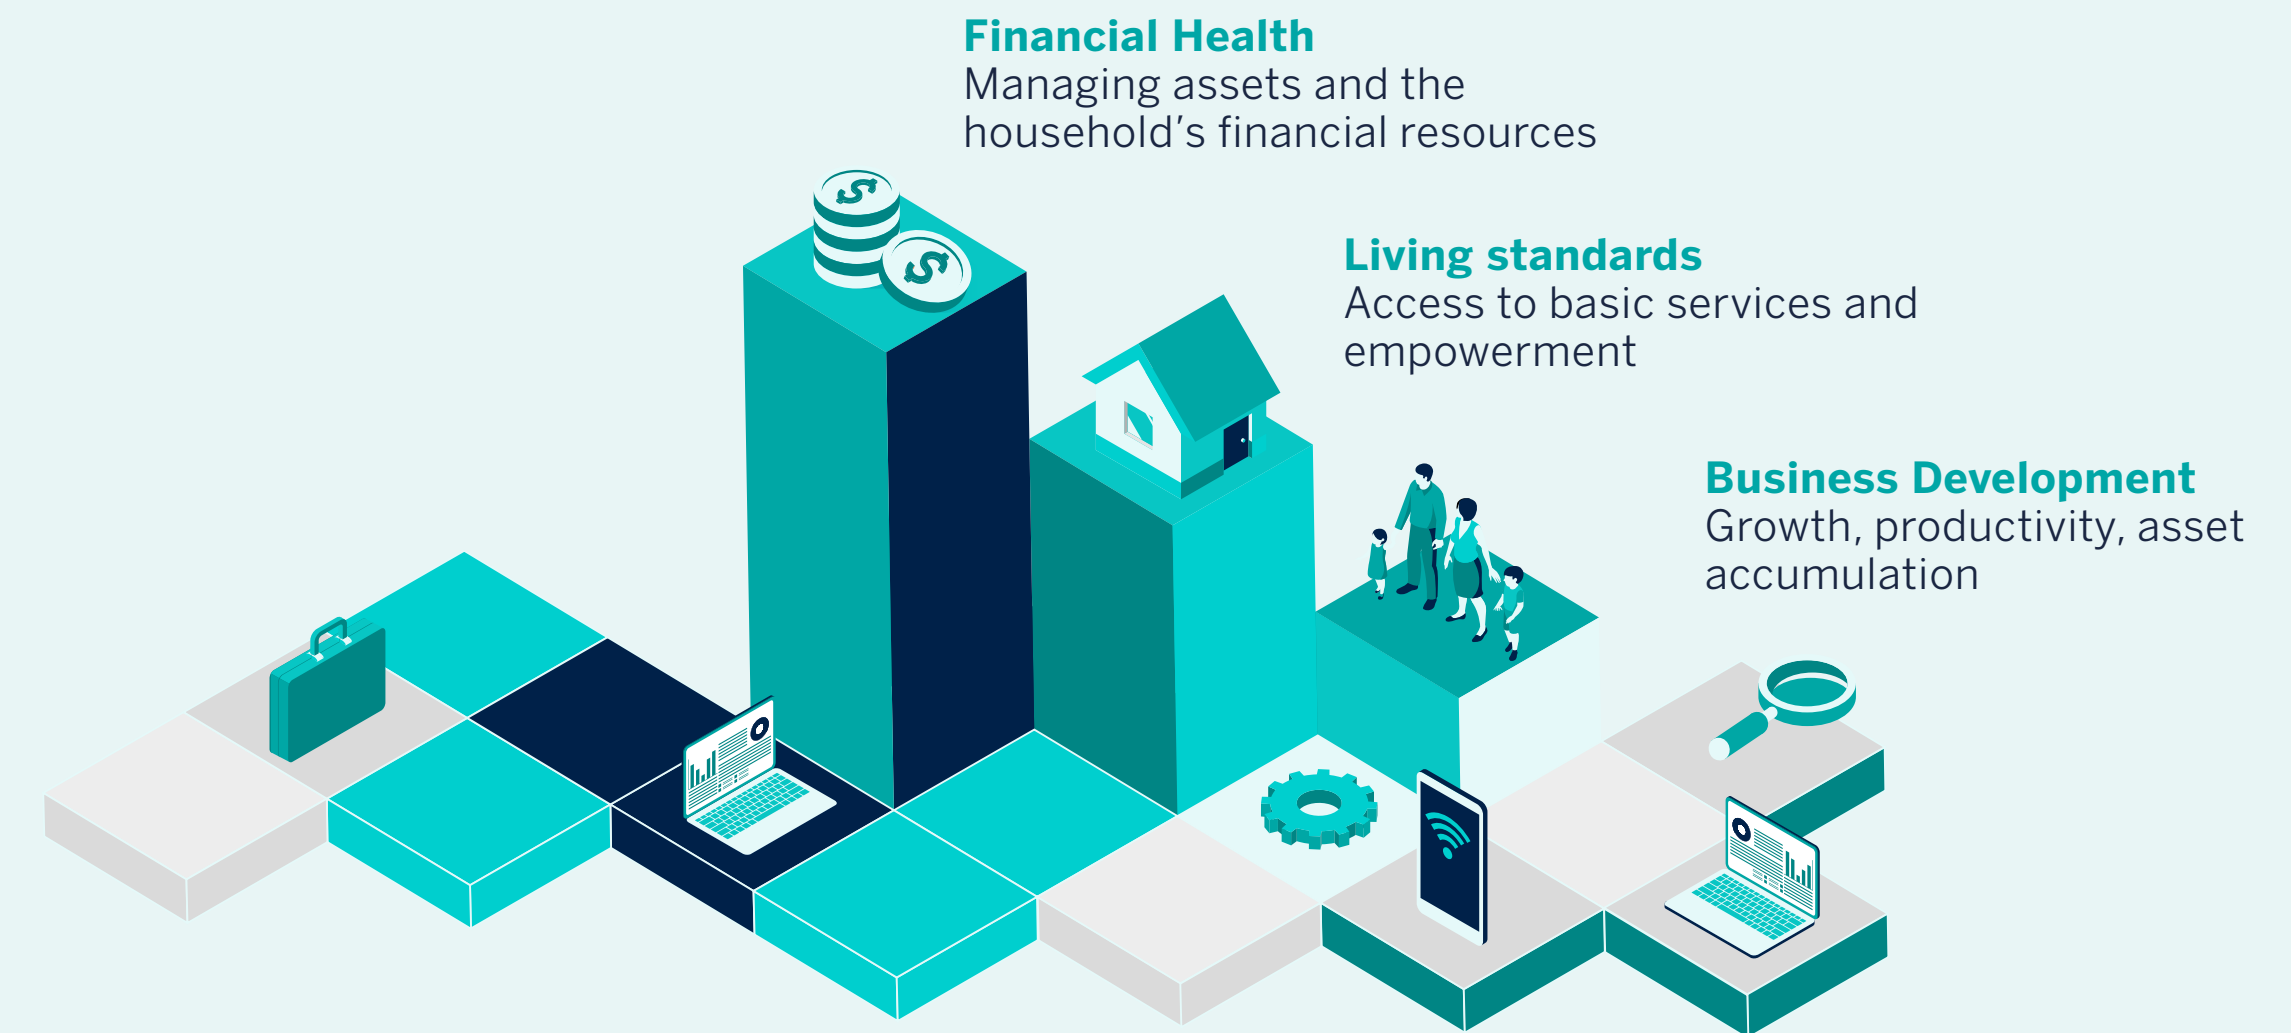 Financial Health
Managing assets and the
household’s financial resources
Living standards
Access to basic services and
empowerment
Business Development
Growth, productivity, asset
accumulation
$
$